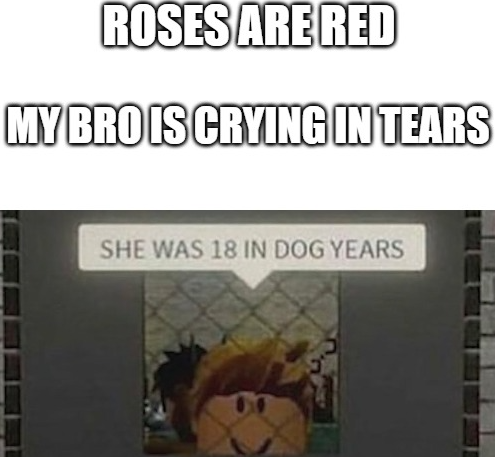 ROSES ARE RED
MY BRO IS CRYING IN TEARS
SHE WAS 18 IN DOG YEARS